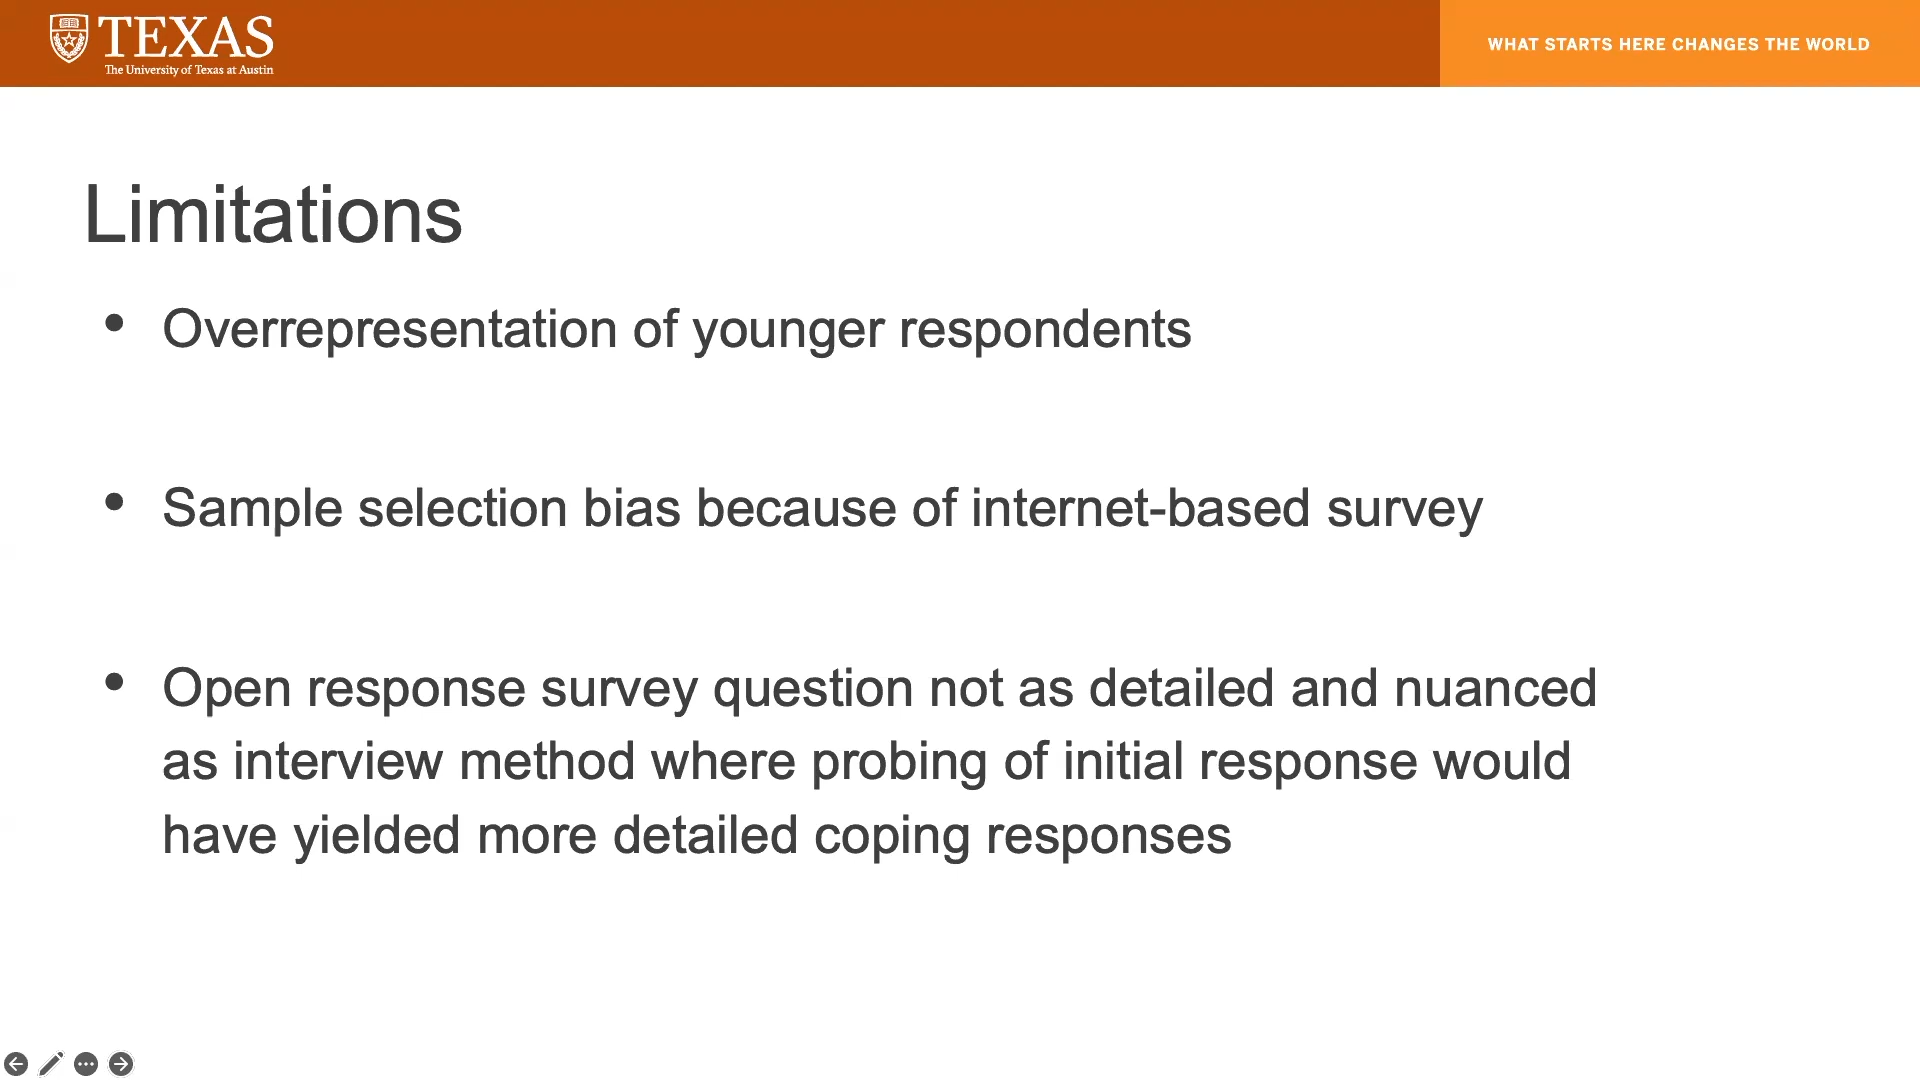 TEXAS
The University of Texas at Austin
WHAT STARTS HERE CHANGES THE WORLD
Limitations
• Overrepresentation of younger respondents
• Sample selection bias because of internet-based survey
• Open response survey question not as detailed and nuanced
as interview method where probing of initial response would
have yielded more detailed coping responses